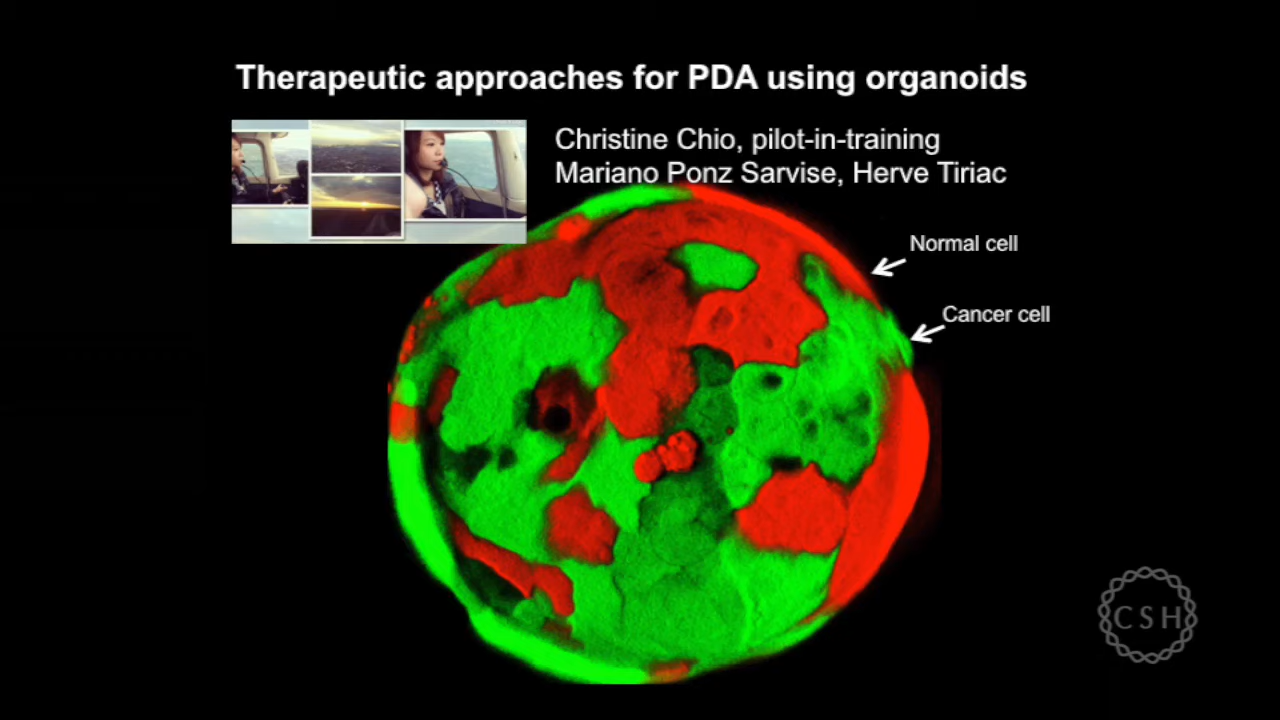 Therapeutic approaches for PDA using organoids
Christine Chio, pilot-in-training
Mariano Ponz Sarvise, Herve Tiriac
Normal cell
Cancer cell
CSH